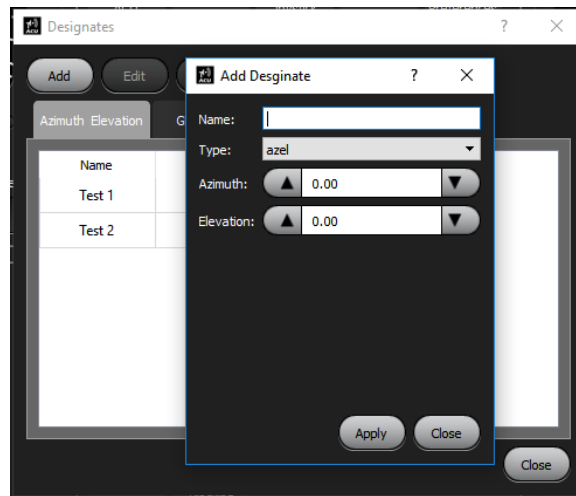 Designates
Add
Edit
Azimuth Elevation
G
Name
Test 1
Test 2
ACU
Add Desginate
Name:
Type:
azel
Azimuth:
0.00
Elevation:
0.00
Apply
Close
Close